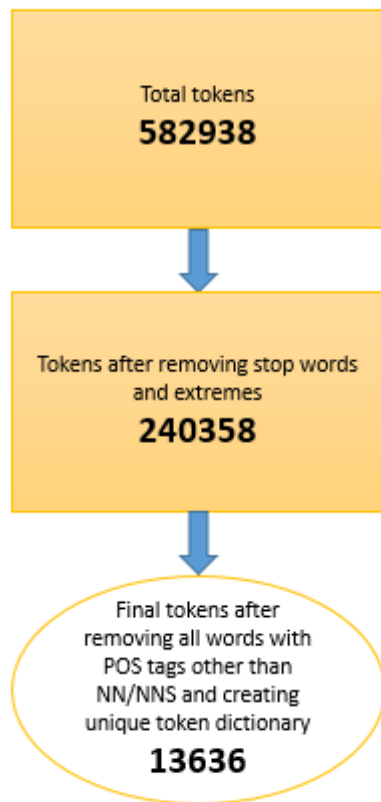 Total tokens
582938
Tokens after removing stop words
and extremes
240358
Final tokens after
removing all words with
POS tags other than
NN/NNS and creating
unique token dictionary
13636